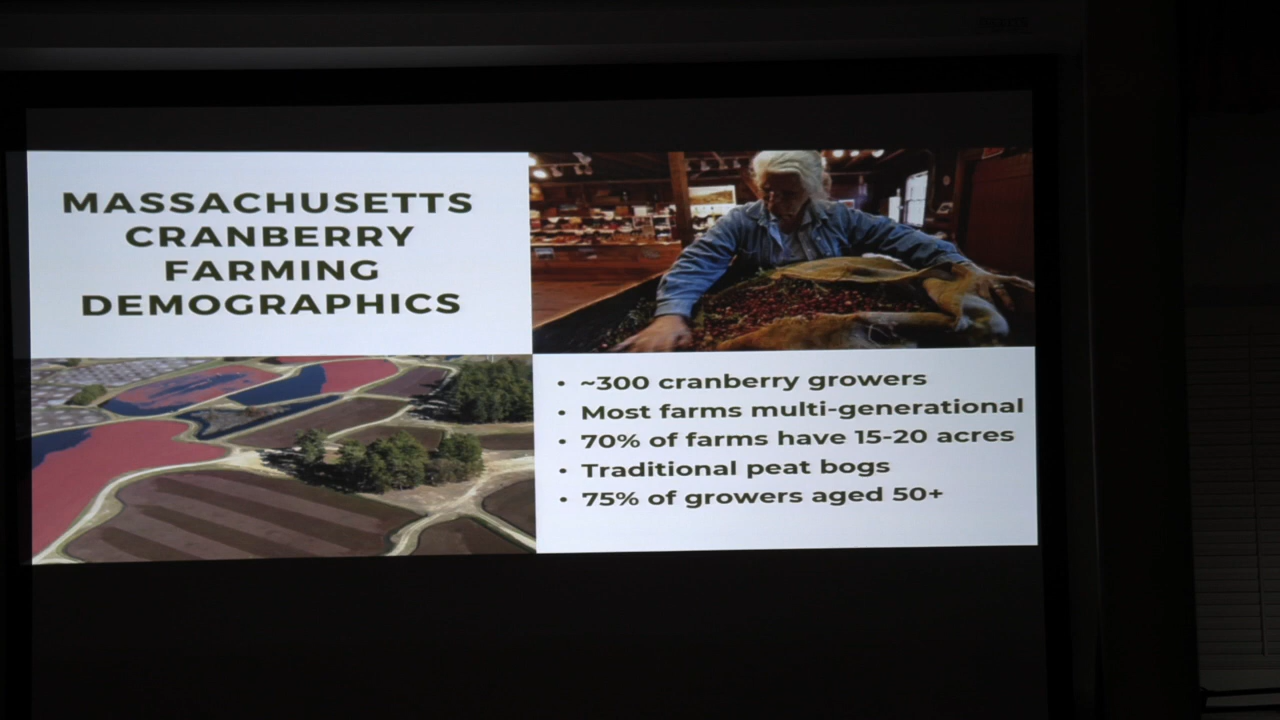 MASSACHUSETTS
CRANBERRY
FARMING
DEMOGRAPHICS
• ~300 cranberry growers
• Most farms multi-generational
• 70% of farms have 15-20 acres
• Traditional peat bogs
• 75% of growers aged 50+